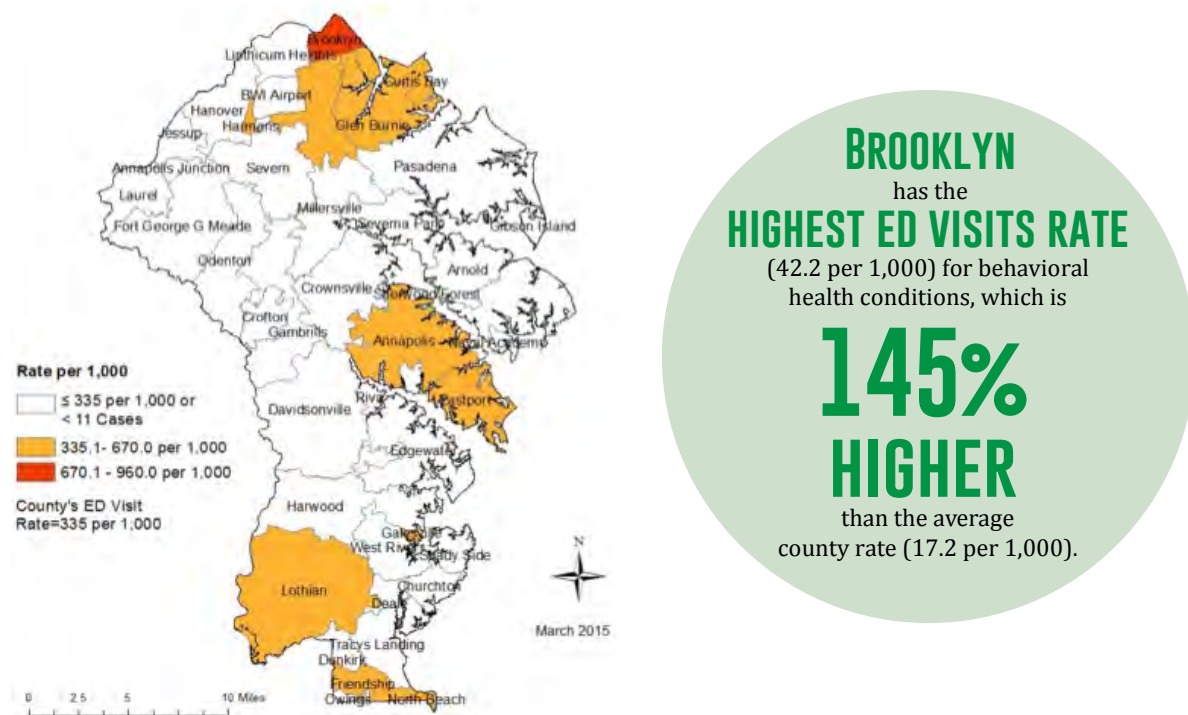 Brooklyn
Linthicum Heights
Curtis Bay
BWI Airport
Hanover
Harmans
Glen Burnie
Jessup
Annapolis Junction
Severn
Pasadena
Laurel
Millersville
Fort George G Meade
Severna Park
Gibson Island
Odenton
Arnold
Crownsville
Sherwood Forest
Crofton
Gambrills
Annapolis
Naval Academy
Rate per 1,000
≤ 335 per 1,000 or
< 11 Cases
335.1- 670.0 per 1,000
670.1 - 960.0 per 1,000
County's ED Visit
Rate=335 per 1,000
Davidsonville
Riva
Eastport
Edgewater
Harwood
Galesville
West River
Shady Side
Lothian
Churchton
Deale
N
March 2015
Tracys Landing
Dunkirk
Friendship
Owings
North Beach
0 2.5 5 10 Miles
BROOKLYN
has the
HIGHEST ED VISITS RATE
(42.2 per 1,000) for behavioral
health conditions, which is
145%
HIGHER
than the average
county rate (17.2 per 1,000).